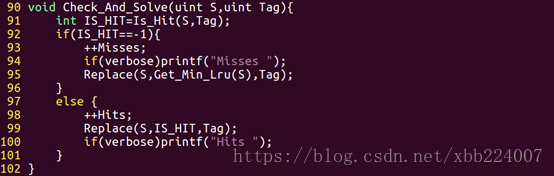 90 void Check_And_Solve(uint S,uint Tag){
91     int IS_HIT=Is_Hit(S,Tag);
92     if(IS_HIT==-1){
93         ++Misses;
94         if(verbose)printf("Misses ");
95         Replace(S,Get_Min_Lru(S),Tag);
96     }
97     else {
98         ++Hits;
99         Replace(S,IS_HIT,Tag);
100         if(verbose)printf("Hits ");
101     }
102 }
https://blog.csdn.net/xbb224007